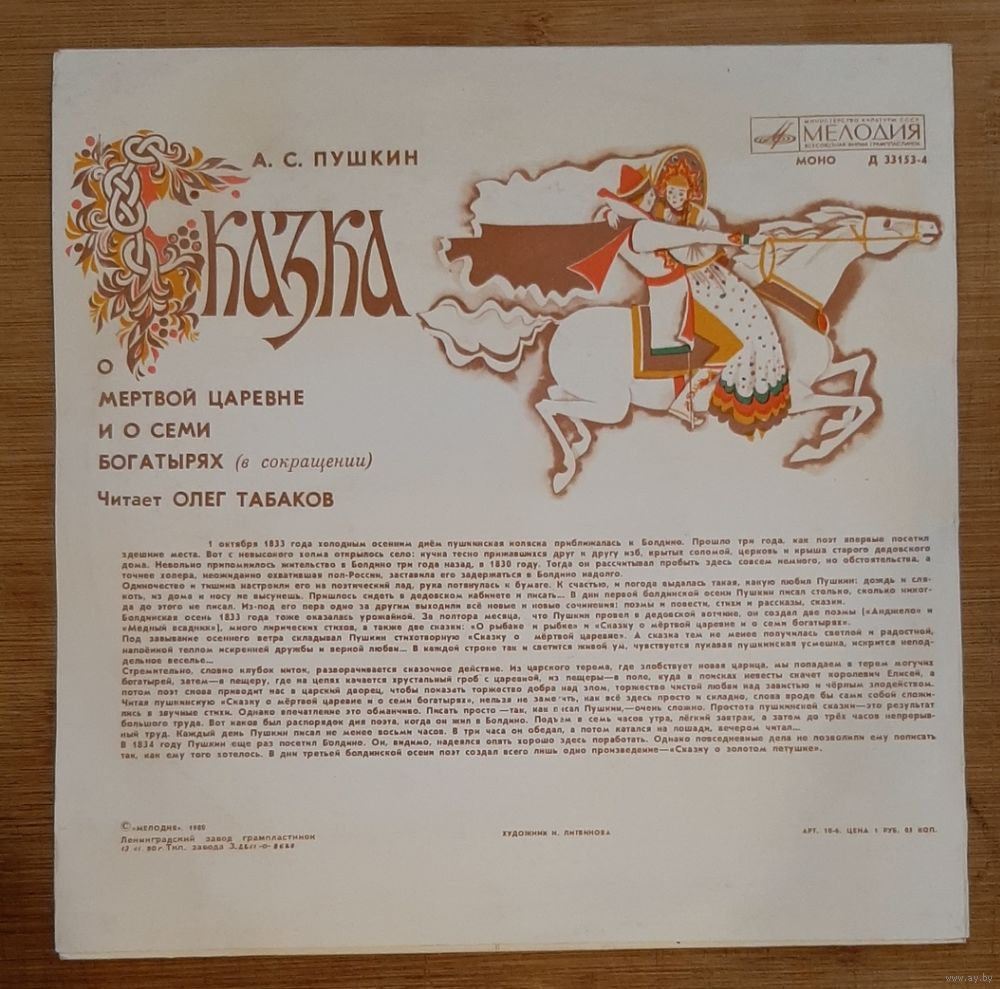 А. С. ПУШКИН
МИНИСТЕРСТВО КУЛЬТУРЫ СССР
МЕЛОДИЯ
ВСЕСОЮЗНАЯ ФИРМА ГРАМПЛАСТИНОК
МОНО Д 33153-4
Сказка
О
МЕРТВОЙ ЦАРЕВНЕ
И О СЕМИ
БОГАТЫРЯХ (в сокращении)
Читает ОЛЕГ ТАБАКОВ
1 октября 1833 года холодным осенним днём пушкинская коляска приближалась к Болдино. Прошло три года, как поэт впервые посетил
здешние места. Вот с невысокого холма открылось село: кучка тесно прижавшихся друг к другу изб, крытых соломой, церковь и крыша старого дедовского
дома. Невольно припомнилось жительство в Болдино три года назад, в 1830 году. Тогда он рассчитывал пробыть здесь совсем немного, но обстоятельства, а
точнее холера, неожиданно охватившая пол-России, заставила его задержаться в Болдино надолго.
Одиночество и тишина настроили его на поэтический лад, рука потянулась к бумаге. К счастью, и погода выдалась такая, какую любил Пушкин: дождь и сля-
коть, из дома и носу не высунешь. Пришлось сидеть в дедовском кабинете и писать... В дни первой болдинской осени Пушкин писал столько, сколько никог-
да до этого не писал. Из-под его пера одно за другим выходили всё новые и новые сочинения: поэмы и повести, стихи и рассказы, сказки.
Болдинская осень 1833 года тоже оказалась урожайной. За полтора месяца, что Пушкин провел в дедовской вотчине, он создал две поэмы («Анджело» и
«Медный всадник»), много лирических стихов, а также две сказки: «О рыбаке и рыбке» и «Сказку о мёртвой царевне и о семи богатырях».
Под завывание осеннего ветра складывал Пушкин стихотворную «Сказку о мёртвой царевне». А сказка тем не менее получилась светлой и радостной,
напоённой теплом искренней дружбы и верной любви... В каждой строке так и светится живой ум, чувствуется лукавая пушкинская усмешка, искрится непод-
дельное веселье...
Стремительно, словно клубок ниток, разворачивается сказочное действие. Из царского терема, где злобствует новая царица, мы попадаем в терем могучих
богатырей, затем—в пещеру, где на цепях качается хрустальный гроб с царевной, из пещеры—в поле, куда в поисках невесты скачет королевич Елисей, а
потом поэт снова приводит нас в царский дворец, чтобы показать торжество добра над злом, торжество чистой любви над завистью и чёрным злодейством.
Читая пушкинскую «Сказку о мёртвой царевне и о семи богатырях», нельзя не заметить, как всё здесь просто и складно, слова вроде бы сами собой сложи-
лись в звучные стихи. Однако впечатление это обманчиво. Писать просто—так, как писал Пушкин,—очень сложно. Простота пушкинской сказки—это результат
большого труда. Вот каков был распорядок дня поэта, когда он жил в Болдино. Подъём в семь часов утра, лёгкий завтрак, а затем до трёх часов непрерыв-
ный труд. Каждый день Пушкин писал не менее восьми часов. В три часа он обедал, а потом катался на лошади, вечером читал...
В 1834 году Пушкин еще раз посетил Болдино. Он, видимо, надеялся опять хорошо здесь поработать. Однако повседневные дела не позволили ему пописать
так, как ему того хотелось. В дни третьей болдинской осени поэт создал всего лишь одно произведение—«Сказку о золотом петушке».
© «МЕЛОДИЯ», 1980
Ленинградский завод грампластинок
Тип. завода
ХУДОЖНИК Н. ЛИТВИНОВА
АРТ. 10-6. ЦЕНА 1 РУБ. 05 КОП.
www.ay.by